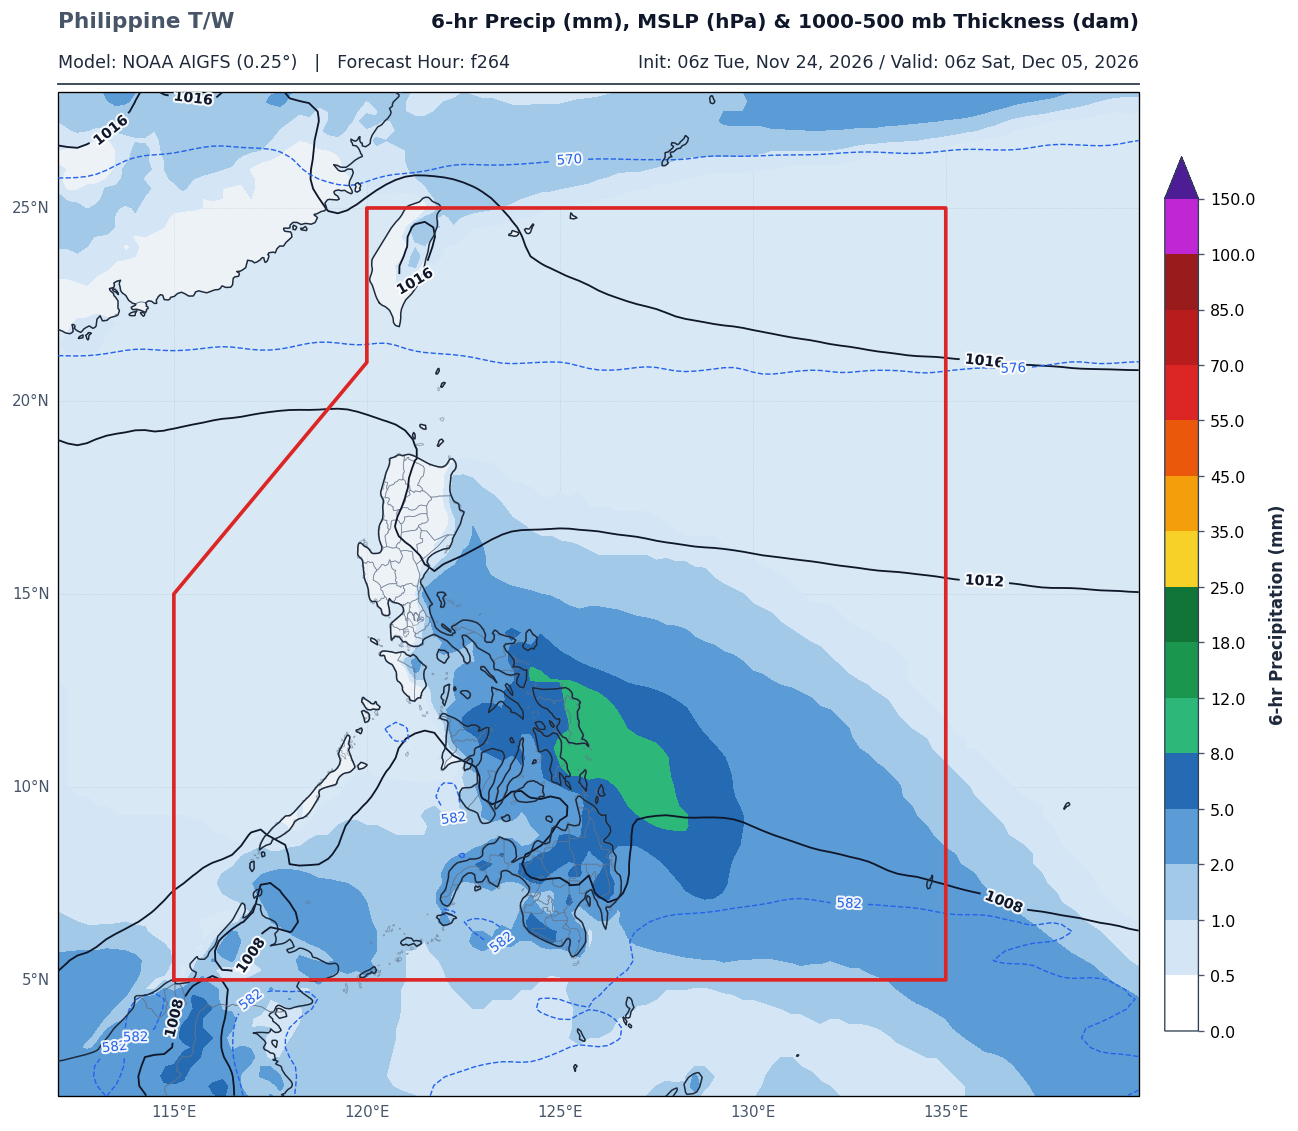 Philippine T/W
6-hr Precip (mm), MSLP (hPa) & 1000-500 mb Thickness (dam)
Model: NOAA AIGFS (0.25°) | Forecast Hour: f264
Init: 06z Tue, Nov 24, 2026 / Valid: 06z Sat, Dec 05, 2026
1016
1016
570
25°N
1016
1016
576
20°N
1012
15°N
10°N
582
582
1008
582
1008
5°N
582
1008
582
582
115°E
120°E
125°E
130°E
135°E
150.0
100.0
85.0
70.0
55.0
45.0
35.0
25.0
18.0
12.0
8.0
5.0
2.0
1.0
0.5
0.0
6-hr Precipitation (mm)